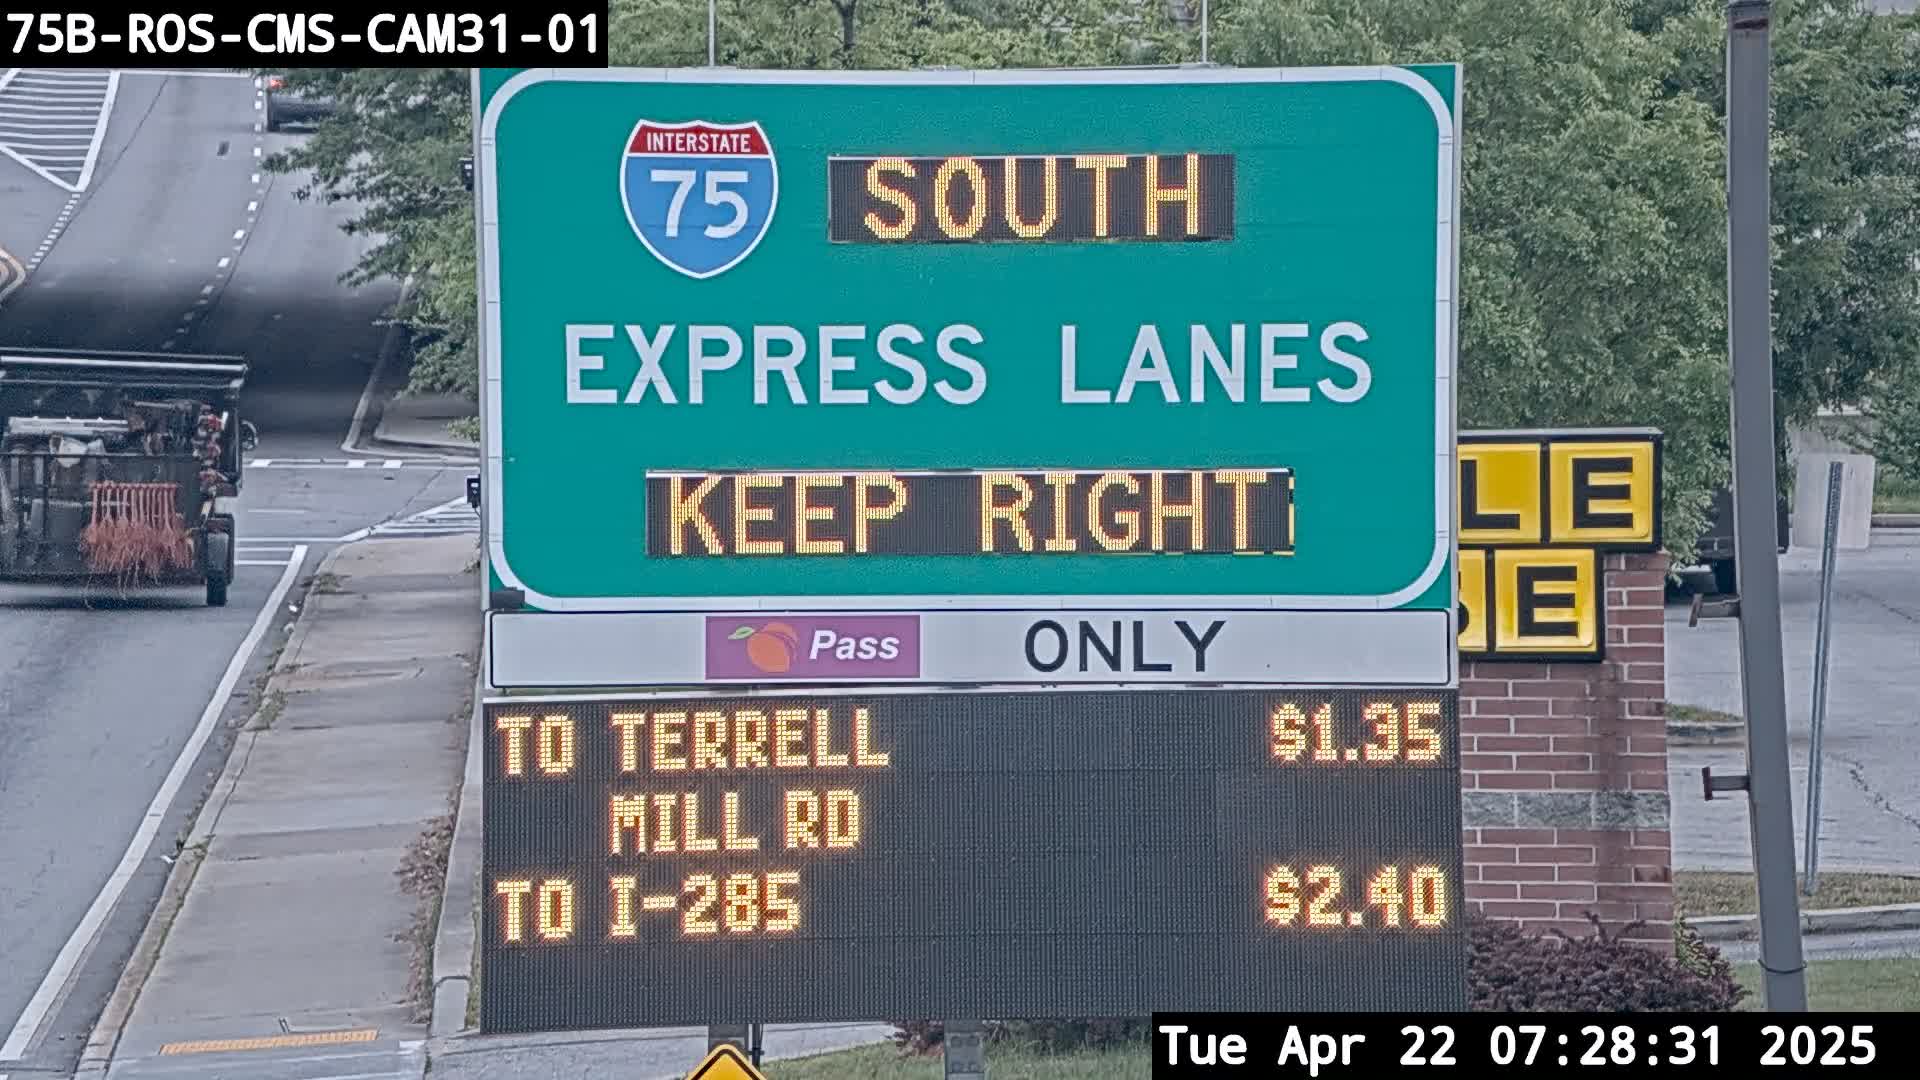 75B-ROS-CMS-CAM31-01
INTERSTATE
75
SOUTH
EXPRESS LANES
KEEP RIGHT
Pass ONLY
TO TERRELL $1.35
MILL RD
TO I-285 $2.40
LE
E
Tue Apr 22 07:28:31 2025